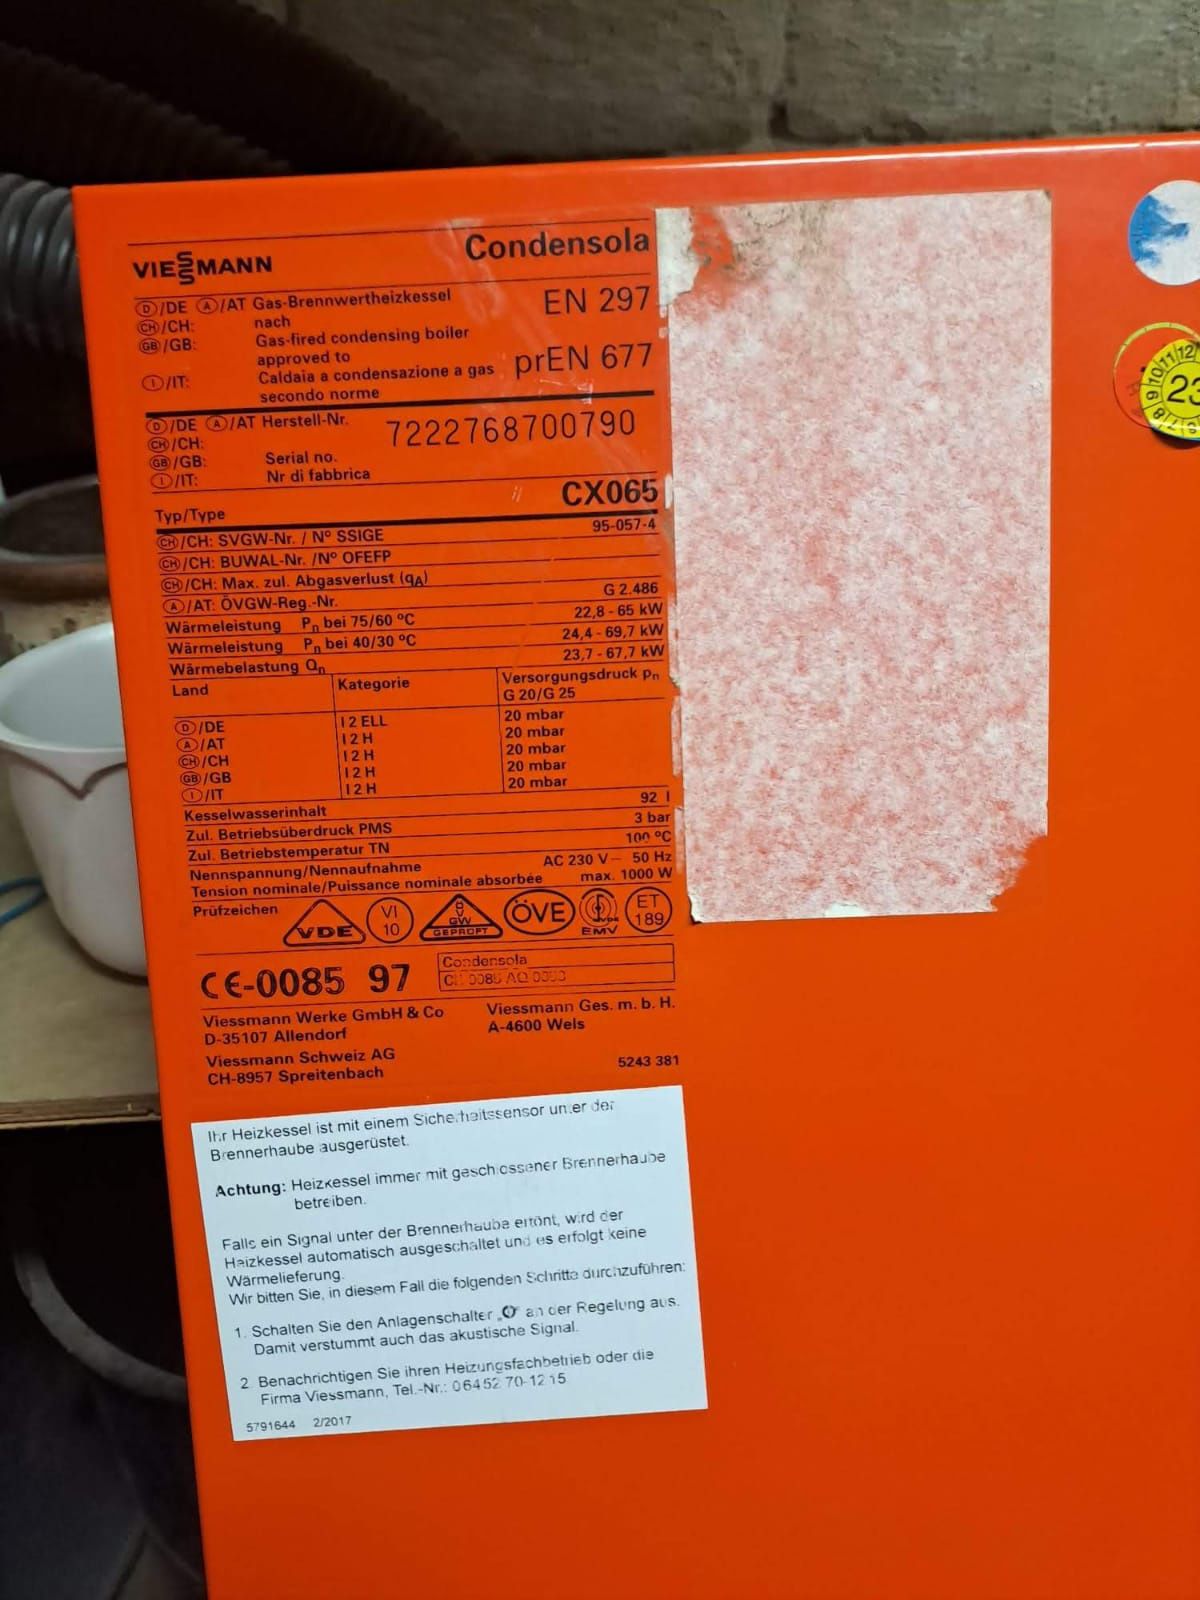 VIESSMANN Condensola
D/DE A/AT Gas-Brennwertheizkessel EN 297
CH/CH: nach
GB/GB: Gas-fired condensing boiler
approved to prEN 677
I/IT: Caldaia a condensazione a gas
secondo norme
D/DE A/AT Herstell-Nr. 7222768700790
CH/CH:
GB/GB: Serial no.
I/IT: Nr di fabbrica
Typ/Type CX065
CH/CH: SVGW-Nr. / Nº SSIGE 95-057-4
CH/CH: BUWAL-Nr. /Nº OFEFP
CH/CH: Max. zul. Abgasverlust (qA)
A/AT: ÖVGW-Reg.-Nr. G 2.486
Wärmeleistung Pn bei 75/60 ºC 22,8 - 65 kW
Wärmeleistung Pn bei 40/30 ºC 24,4 - 69,7 kW
Wärmebelastung Qn 23,7 - 67,7 kW
Land Kategorie Versorgungsdruck pn
G 20/G 25
D/DE I 2 ELL 20 mbar
A/AT I 2 H 20 mbar
CH/CH I 2 H 20 mbar
GB/GB I 2 H 20 mbar
I/IT I 2 H 20 mbar
Kesselwasserinhalt 92 l
Zul. Betriebsüberdruck PMS 3 bar
Zul. Betriebstemperatur TN 100 ºC
Nennspannung/Nennaufnahme AC 230 V– 50 Hz
Tension nominale/Puissance nominale absorbée max. 1000 W
Prüfzeichen VDE VI 10 GEPRÜFT ÖVE EMV ET 189
CE-0085 97 Condensola
Viessmann Werke GmbH & Co Viessmann Ges. m. b. H.
D-35107 Allendorf A-4600 Wels
Viessmann Schweiz AG
CH-8957 Spreitenbach 5243 381
Ihr Heizkessel ist mit einem Sicherheitssensor unter der
Brennerhaube ausgerüstet.
Achtung: Heizkessel immer mit geschlossener Brennerhaube
betreiben.
Falls ein Signal unter der Brennerhaube ertönt, wird der
Heizkessel automatisch ausgeschaltet und es erfolgt keine
Wärmelieferung.
Wir bitten Sie, in diesem Fall die folgenden Schritte durchzuführen:
1. Schalten Sie den Anlagenschalter „ “ an der Regelung aus.
Damit verstummt auch das akustische Signal.
2. Benachrichtigen Sie ihren Heizungsfachbetrieb oder die
Firma Viessmann, Tel.-Nr.: 06452 70-1215
5791644 2/2017
9 10 11 12
23